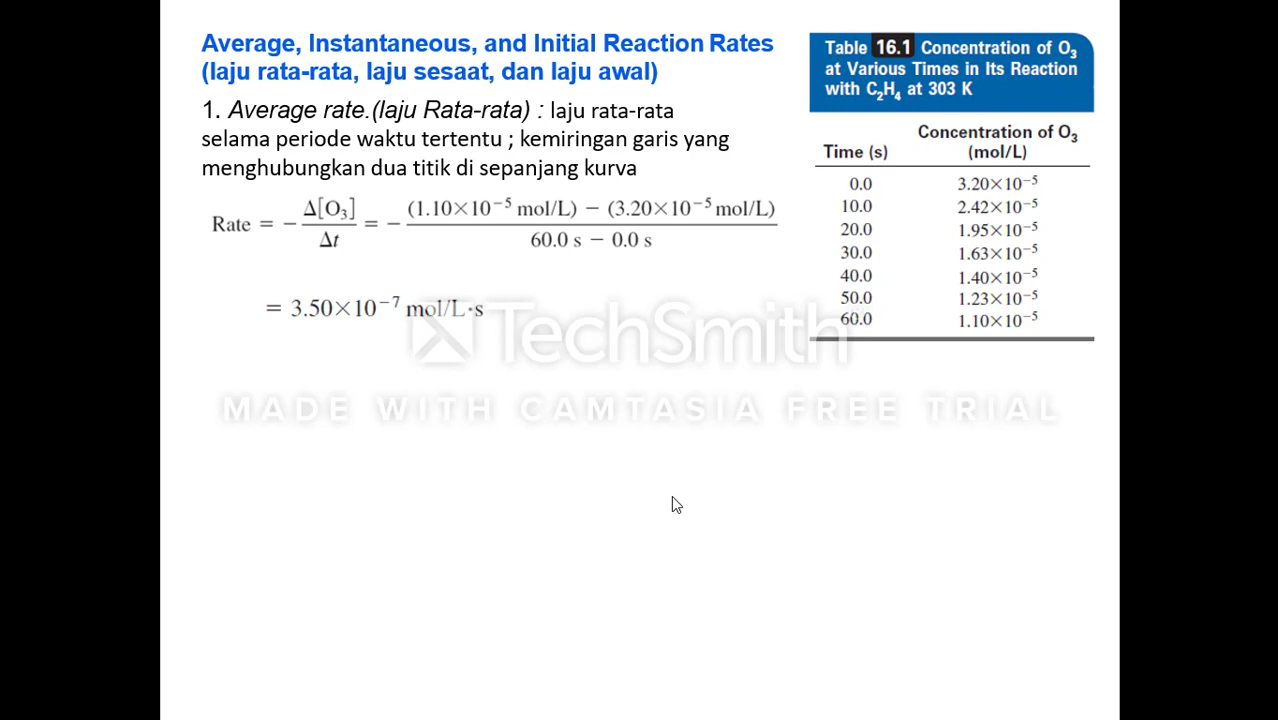 Average, Instantaneous, and Initial Reaction Rates
(laju rata-rata, laju sesaat, dan laju awal)
1. Average rate.(laju Rata-rata) : laju rata-rata
selama periode waktu tertentu ; kemiringan garis yang
menghubungkan dua titik di sepanjang kurva
Rate = − Δ[O₃]/Δt = − (1.10×10⁻⁵ mol/L) − (3.20×10⁻⁵ mol/L) / 60.0 s − 0.0 s
= 3.50×10⁻⁷ mol/L·s
Table 16.1 Concentration of O₃
at Various Times in Its Reaction
with C₂H₄ at 303 K
Concentration of O₃
Time (s) (mol/L)
0.0 3.20×10⁻⁵
10.0 2.42×10⁻⁵
20.0 1.95×10⁻⁵
30.0 1.63×10⁻⁵
40.0 1.40×10⁻⁵
50.0 1.23×10⁻⁵
60.0 1.10×10⁻⁵
TechSmith
MADE WITH CAMTASIA FREE TRIAL